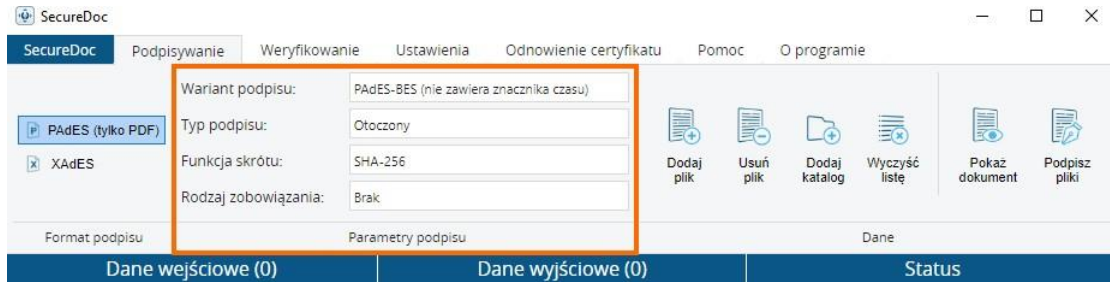 SecureDoc
SecureDoc Podpisywanie Weryfikowanie Ustawienia Odnowienie certyfikatu Pomoc O programie
PAdES (tylko PDF)
XAdES
Format podpisu
Wariant podpisu: PAdES-BES (nie zawiera znacznika czasu)
Typ podpisu: Otoczony
Funkcja skrótu: SHA-256
Rodzaj zobowiązania: Brak
Parametry podpisu
Dodaj
plik
Usuń
plik
Dodaj
katalog
Wyczyść
listę
Pokaż
dokument
Podpisz
pliki
Dane
Dane wejściowe (0) Dane wyjściowe (0) Status